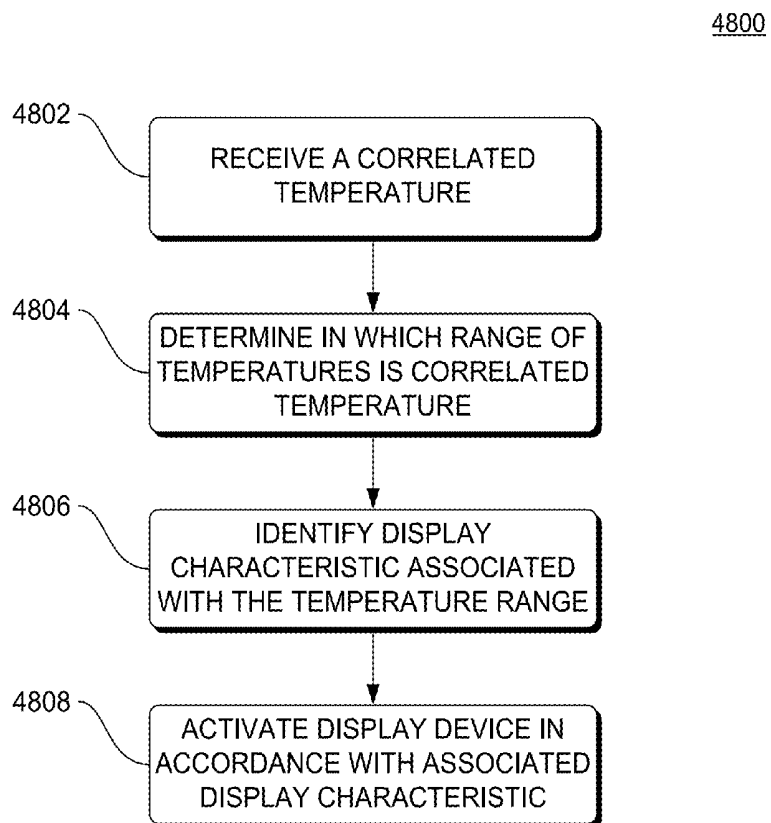 4800
4802
RECEIVE A CORRELATED
TEMPERATURE
4804
DETERMINE IN WHICH RANGE OF
TEMPERATURES IS CORRELATED
TEMPERATURE
4806
IDENTIFY DISPLAY
CHARACTERISTIC ASSOCIATED
WITH THE TEMPERATURE RANGE
4808
ACTIVATE DISPLAY DEVICE IN
ACCORDANCE WITH ASSOCIATED
DISPLAY CHARACTERISTIC